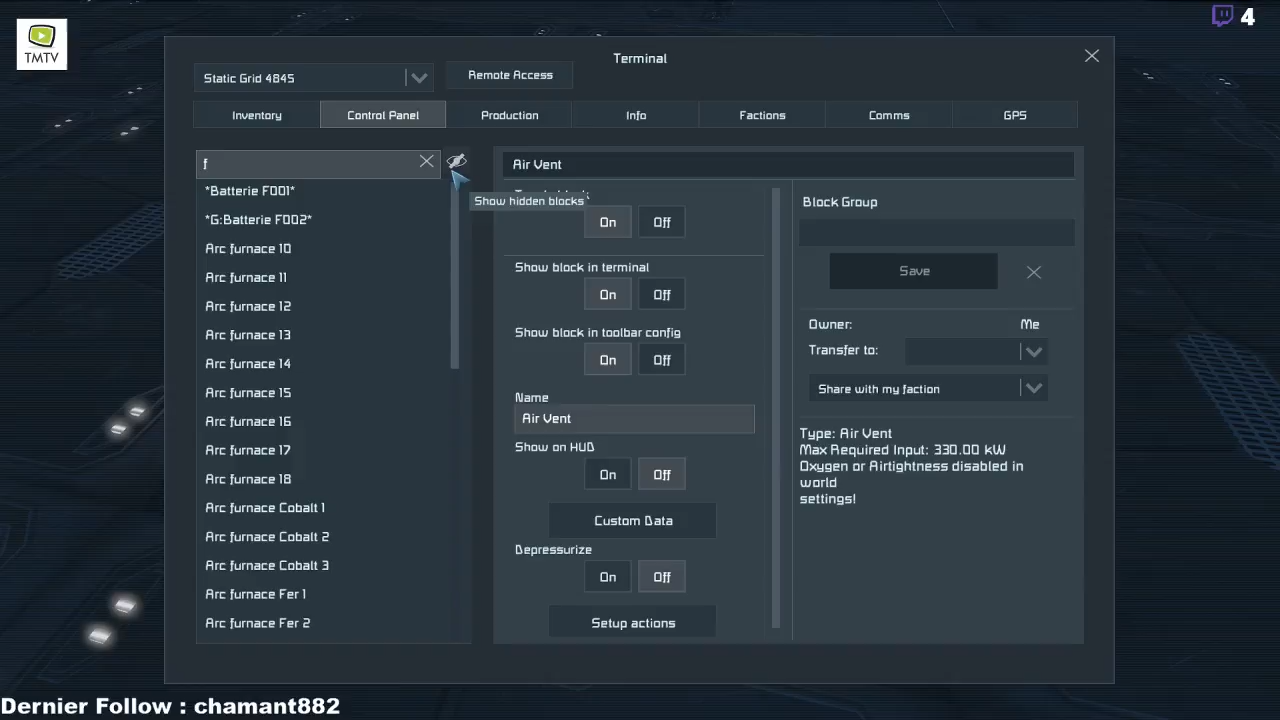 TMTV
4
Terminal
Static Grid 4845
Remote Access
Inventory
Control Panel
Production
Info
Factions
Comms
GPS
f
Show hidden blocks
*Batterie F001*
*G:Batterie F002*
Arc furnace 10
Arc furnace 11
Arc furnace 12
Arc furnace 13
Arc furnace 14
Arc furnace 15
Arc furnace 16
Arc furnace 17
Arc furnace 18
Arc furnace Cobalt 1
Arc furnace Cobalt 2
Arc furnace Cobalt 3
Arc furnace Fer 1
Arc furnace Fer 2
Air Vent
On Off
Show block in terminal
On Off
Show block in toolbar config
On Off
Name
Air Vent
Show on HUD
On Off
Custom Data
Depressurize
On Off
Setup actions
Block Group
Save
Owner: Me
Transfer to:
Share with my faction
Type: Air Vent
Max Required Input: 330.00 kW
Oxygen or Airtightness disabled in
world
settings!
Dernier Follow : chamant882